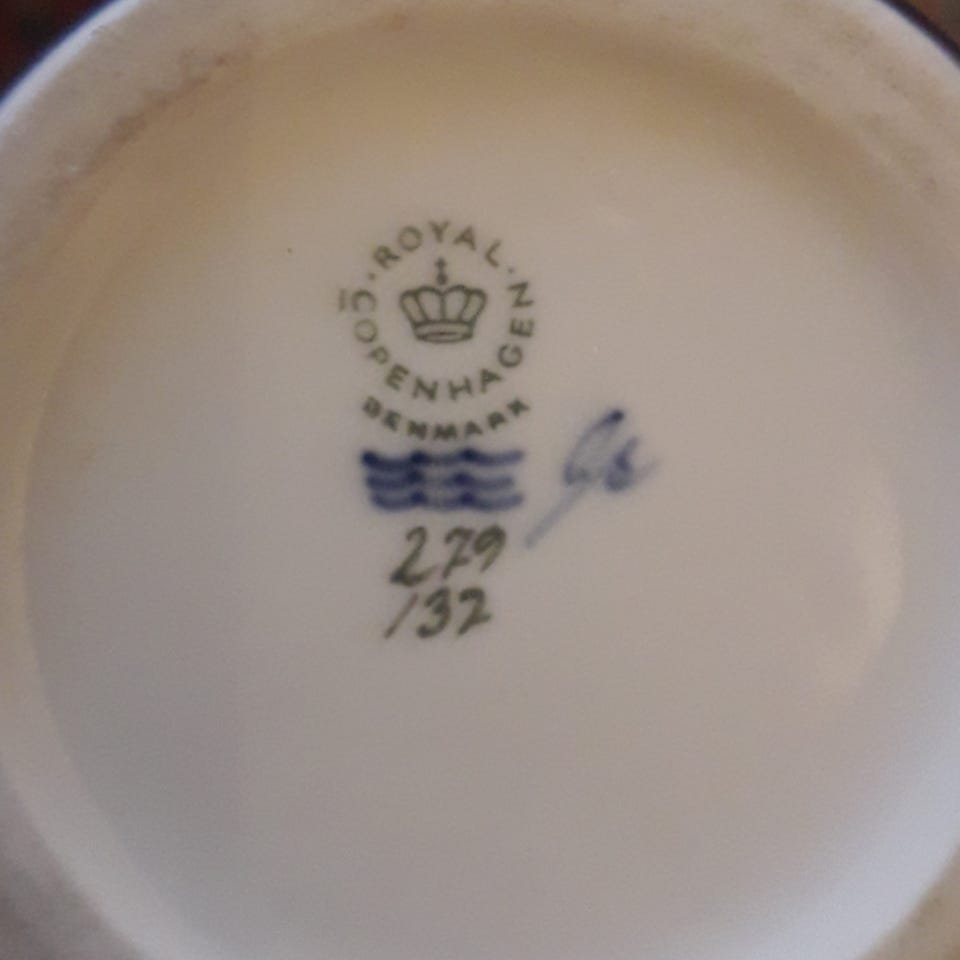 ROYAL
COPENHAGEN
DENMARK
279
/32